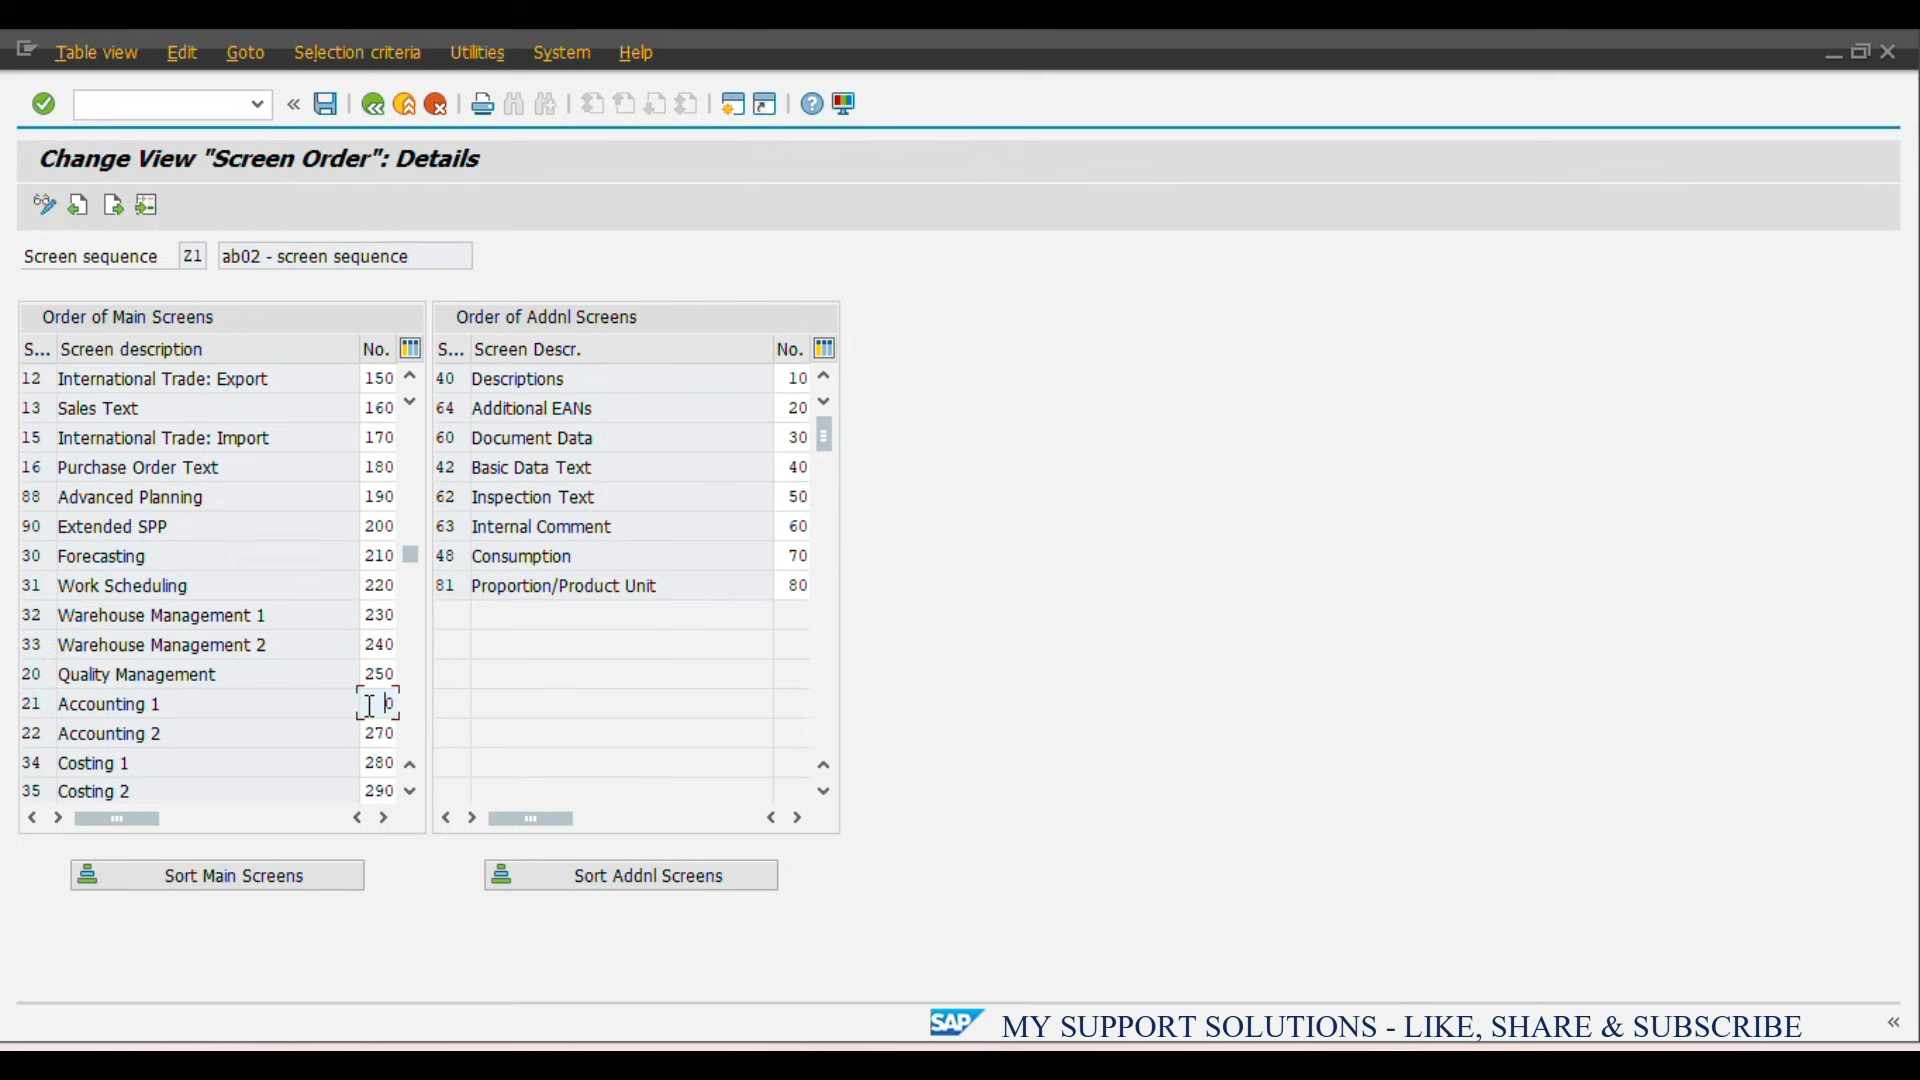 Table view Edit Goto Selection criteria Utilities System Help
Change View "Screen Order": Details
Screen sequence Z1 ab02 - screen sequence
Order of Main Screens
S... Screen description No.
12 International Trade: Export 150
13 Sales Text 160
15 International Trade: Import 170
16 Purchase Order Text 180
88 Advanced Planning 190
90 Extended SPP 200
30 Forecasting 210
31 Work Scheduling 220
32 Warehouse Management 1 230
33 Warehouse Management 2 240
20 Quality Management 250
21 Accounting 1 0
22 Accounting 2 270
34 Costing 1 280
35 Costing 2 290
Sort Main Screens
Order of Addnl Screens
S... Screen Descr. No.
40 Descriptions 10
64 Additional EANs 20
60 Document Data 30
42 Basic Data Text 40
62 Inspection Text 50
63 Internal Comment 60
48 Consumption 70
81 Proportion/Product Unit 80
Sort Addnl Screens
SAP MY SUPPORT SOLUTIONS - LIKE, SHARE & SUBSCRIBE